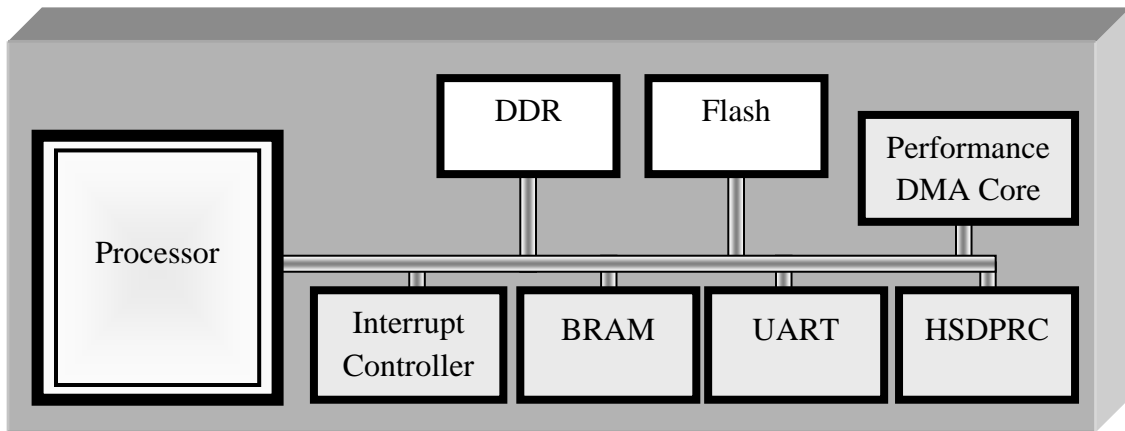 DDR
Flash
Performance
DMA Core
Processor
Interrupt
Controller
BRAM
UART
HSDPRC